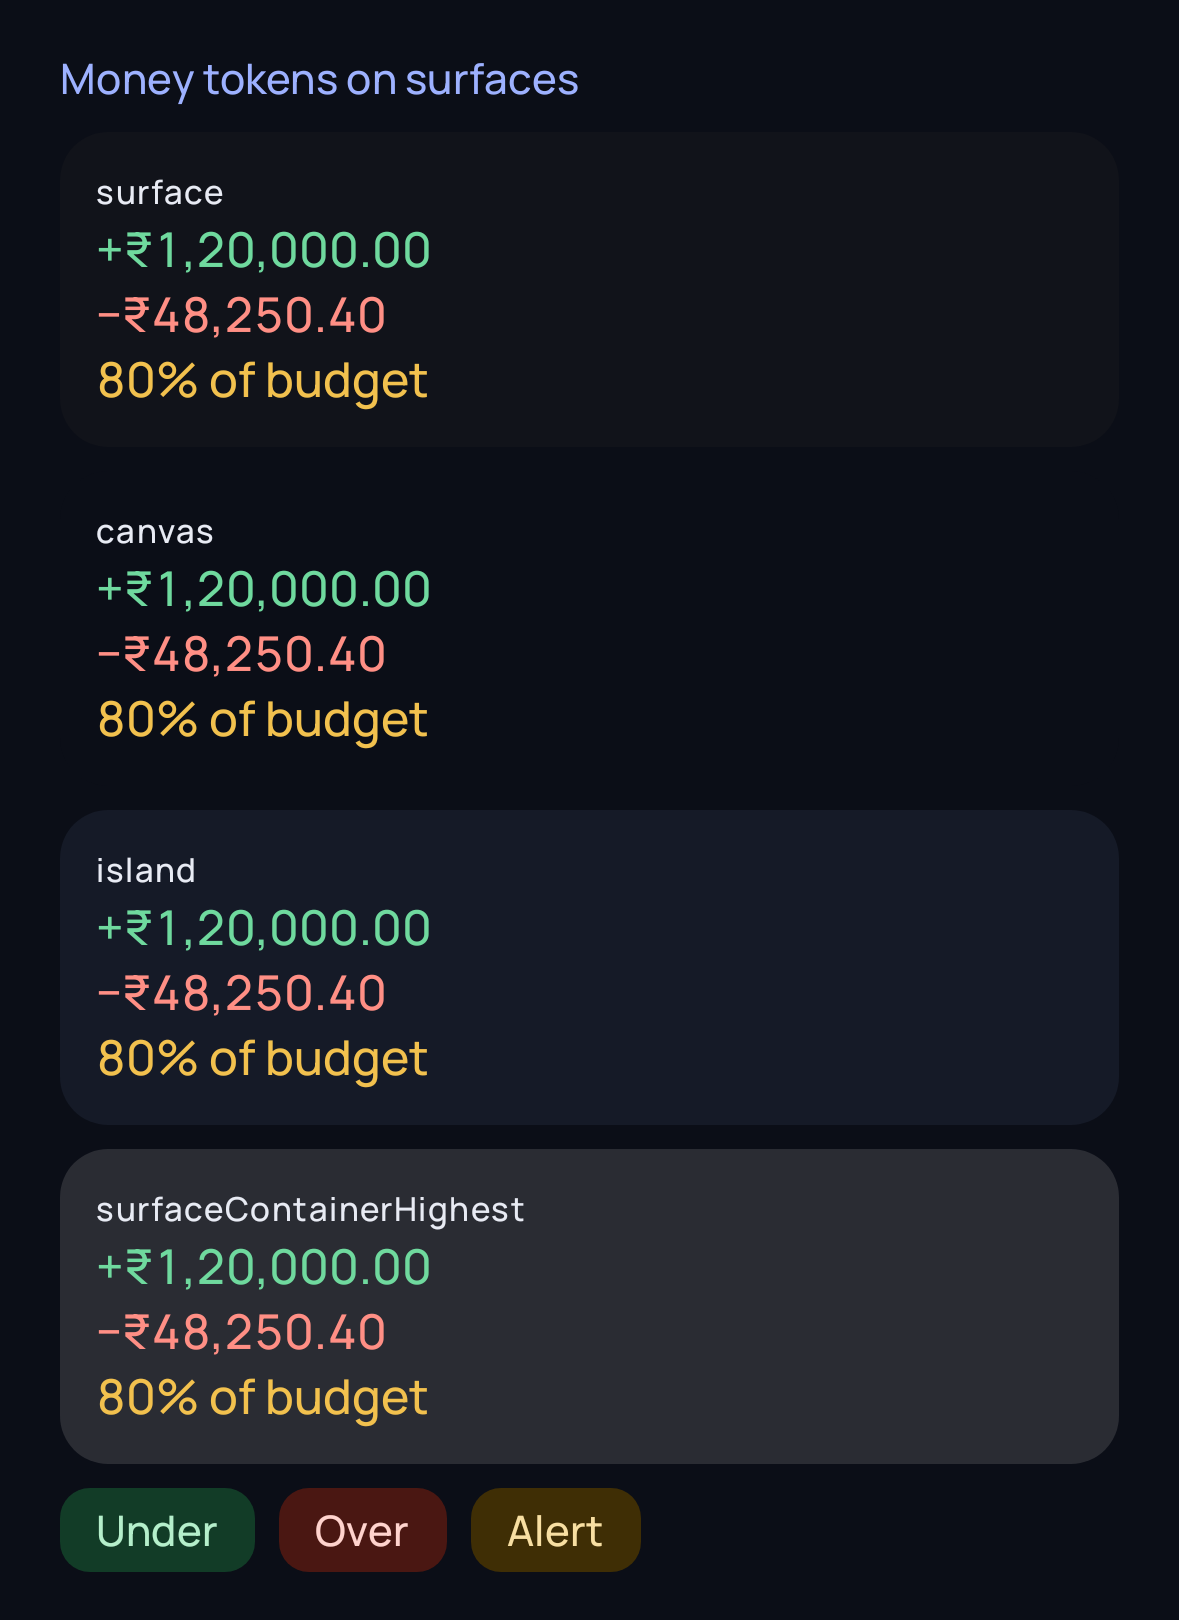 Money tokens on surfaces
surface
+₹1,20,000.00
−₹48,250.40
80% of budget
canvas
+₹1,20,000.00
−₹48,250.40
80% of budget
island
+₹1,20,000.00
−₹48,250.40
80% of budget
surfaceContainerHighest
+₹1,20,000.00
−₹48,250.40
80% of budget
Under Over Alert